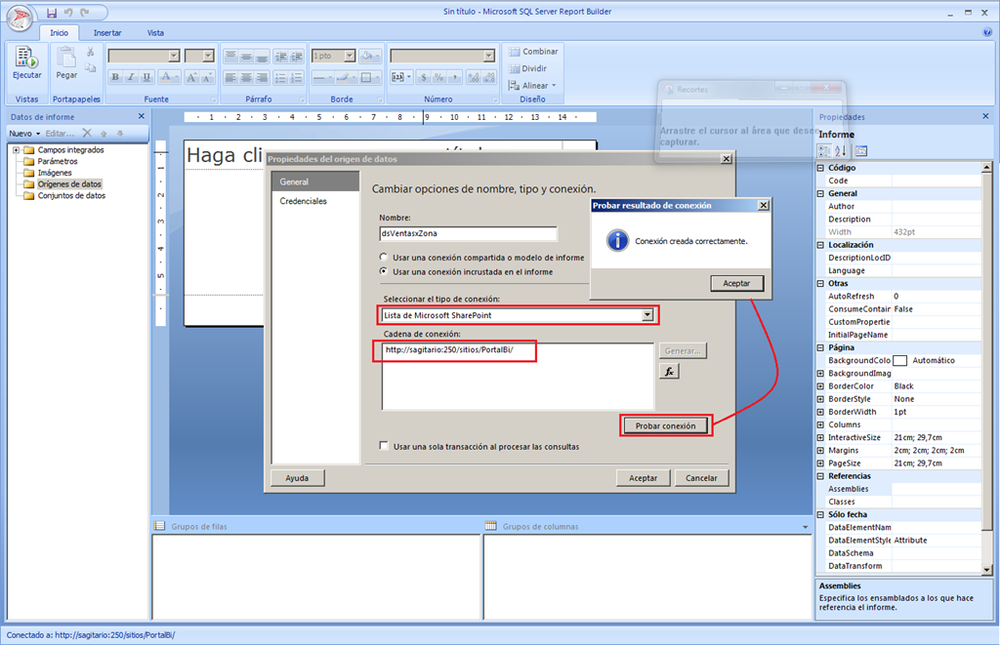 Sin título - Microsoft SQL Server Report Builder
Inicio Insertar Vista
Ejecutar
Pegar
1 pto
Combinar
Dividir
Alinear
Vistas Portapapeles Fuente Párrafo Borde Número Diseño
Datos de informe
Nuevo Editar...
Campos integrados
Parámetros
Imágenes
Orígenes de datos
Conjuntos de datos
1 2 3 4 5 6 7 8 9 10 11 12 13 14
Haga cli
Propiedades del origen de datos
General
Credenciales
Cambiar opciones de nombre, tipo y conexión.
Nombre:
dsVentasxZona
Usar una conexión compartida o modelo de informe
Usar una conexión incrustada en el informe
Seleccionar el tipo de conexión:
Lista de Microsoft SharePoint
Cadena de conexión:
http://sagitario:250/sitios/PortalBi/
Generar...
fx
Probar conexión
Usar una sola transacción al procesar las consultas
Ayuda Aceptar Cancelar
Probar resultado de conexión
Conexión creada correctamente.
Aceptar
Recortes
Arrastre el cursor al área que desee
capturar.
Grupos de filas
Grupos de columnas
Propiedades
Informe
Código
Code
General
Author
Description
Width 432pt
Localización
DescriptionLocID
Language
Otras
AutoRefresh 0
ConsumeContain False
CustomPropertie
InitialPageName
Página
BackgroundColo Automático
BackgroundImag
BorderColor Black
BorderStyle None
BorderWidth 1pt
Columns
InteractiveSize 21cm; 29,7cm
Margins 2cm; 2cm; 2cm; 2cm
PageSize 21cm; 29,7cm
Referencias
Assemblies
Classes
Sólo fecha
DataElementNam
DataElementStyle Attribute
DataSchema
DataTransform
Assemblies
Especifica los ensamblados a los que hace
referencia el informe.
Conectado a: http://sagitario:250/sitios/PortalBi/